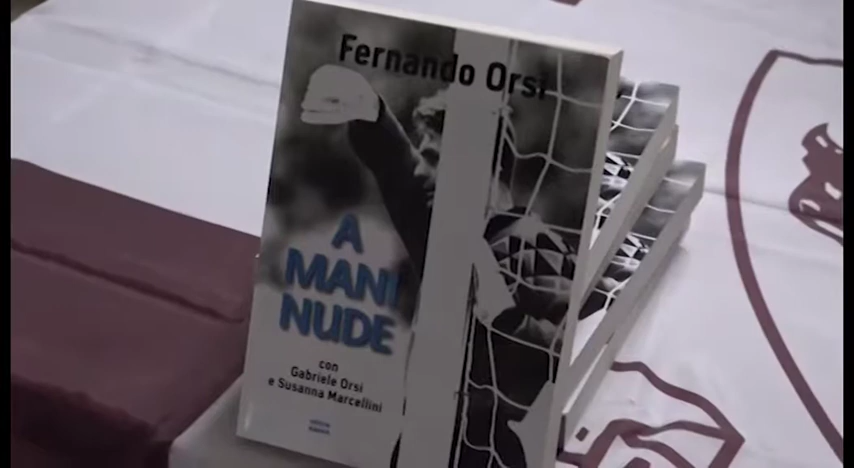 Fernando Orsi
A
MANI
NUDE
con
Gabriele Orsi
e Susanna Marcellini